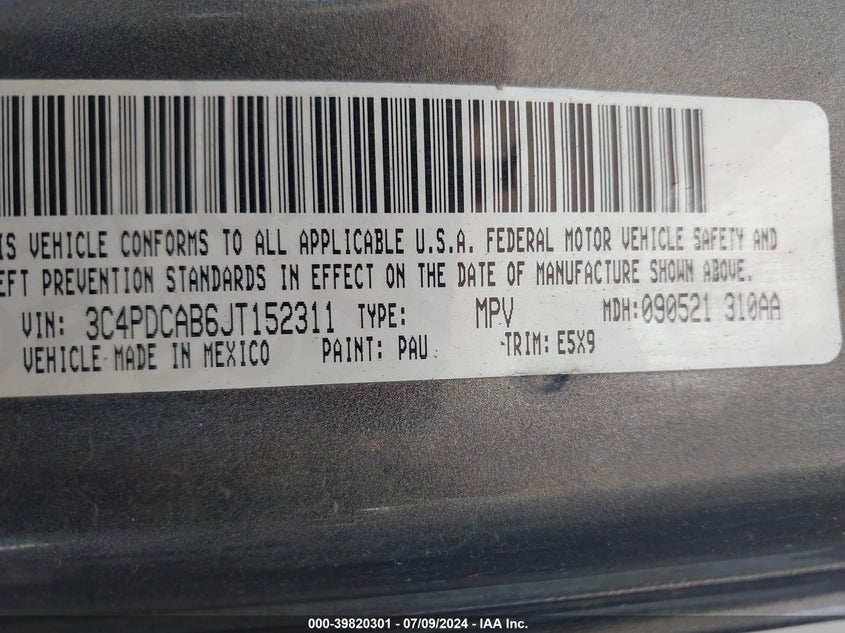 IS VEHICLE CONFORMS TO ALL APPLICABLE U.S.A. FEDERAL MOTOR VEHICLE SAFETY AND
EFT PREVENTION STANDARDS IN EFFECT ON THE DATE OF MANUFACTURE SHOWN ABOVE.
VIN: 3C4PDCAB6JT152311 TYPE: MPV MDH:090521 310AA
VEHICLE MADE IN MEXICO PAINT: PAU TRIM: E5X9
000-39820301 / 07/09/2024 - IAA Inc.